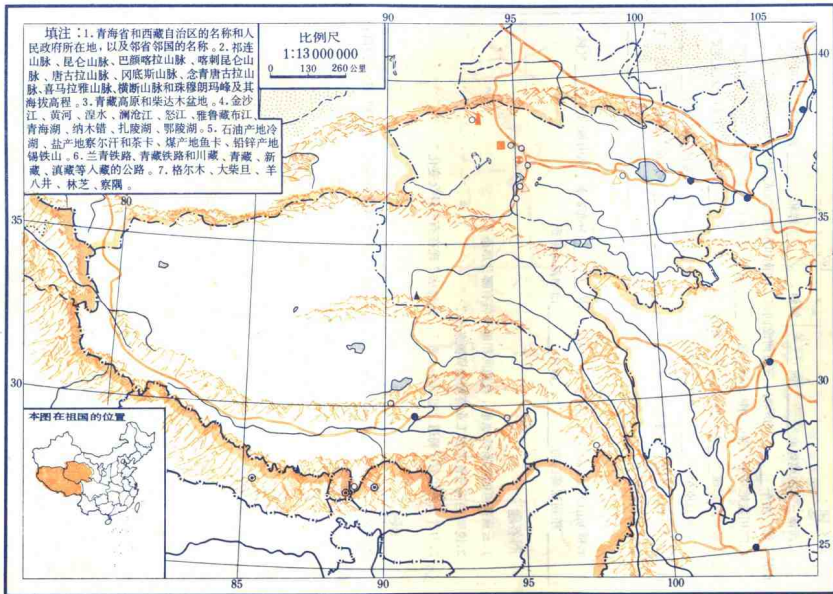 填注：1.青海省和西藏自治区的名称和人
民政府所在地，以及邻省邻国的名称。2.祁连
山脉、昆仑山脉、巴颜喀拉山脉、喀喇昆仑山
脉、唐古拉山脉、冈底斯山脉、念青唐古拉山
脉、喜马拉雅山脉、横断山脉和珠穆朗玛峰及其
海拔高程。3.青藏高原和柴达木盆地。4.金沙
江、黄河、湟水、澜沧江、怒江、雅鲁藏布江、
青海湖、纳木错、扎陵湖、鄂陵湖。5.石油产地冷
湖、盐产地察尔汗和茶卡、煤产地鱼卡、铅锌产地
锡铁山。6.兰青铁路、青藏铁路和川藏、青藏、新
藏、滇藏等入藏的公路。7.格尔木、大柴旦、羊
八井、林芝、察隅。
比例尺
1:13 000 000
0 130 260 公里
90
95
100
105
80
35
35
30
30
25
85
90
95
100
本图在祖国的位置